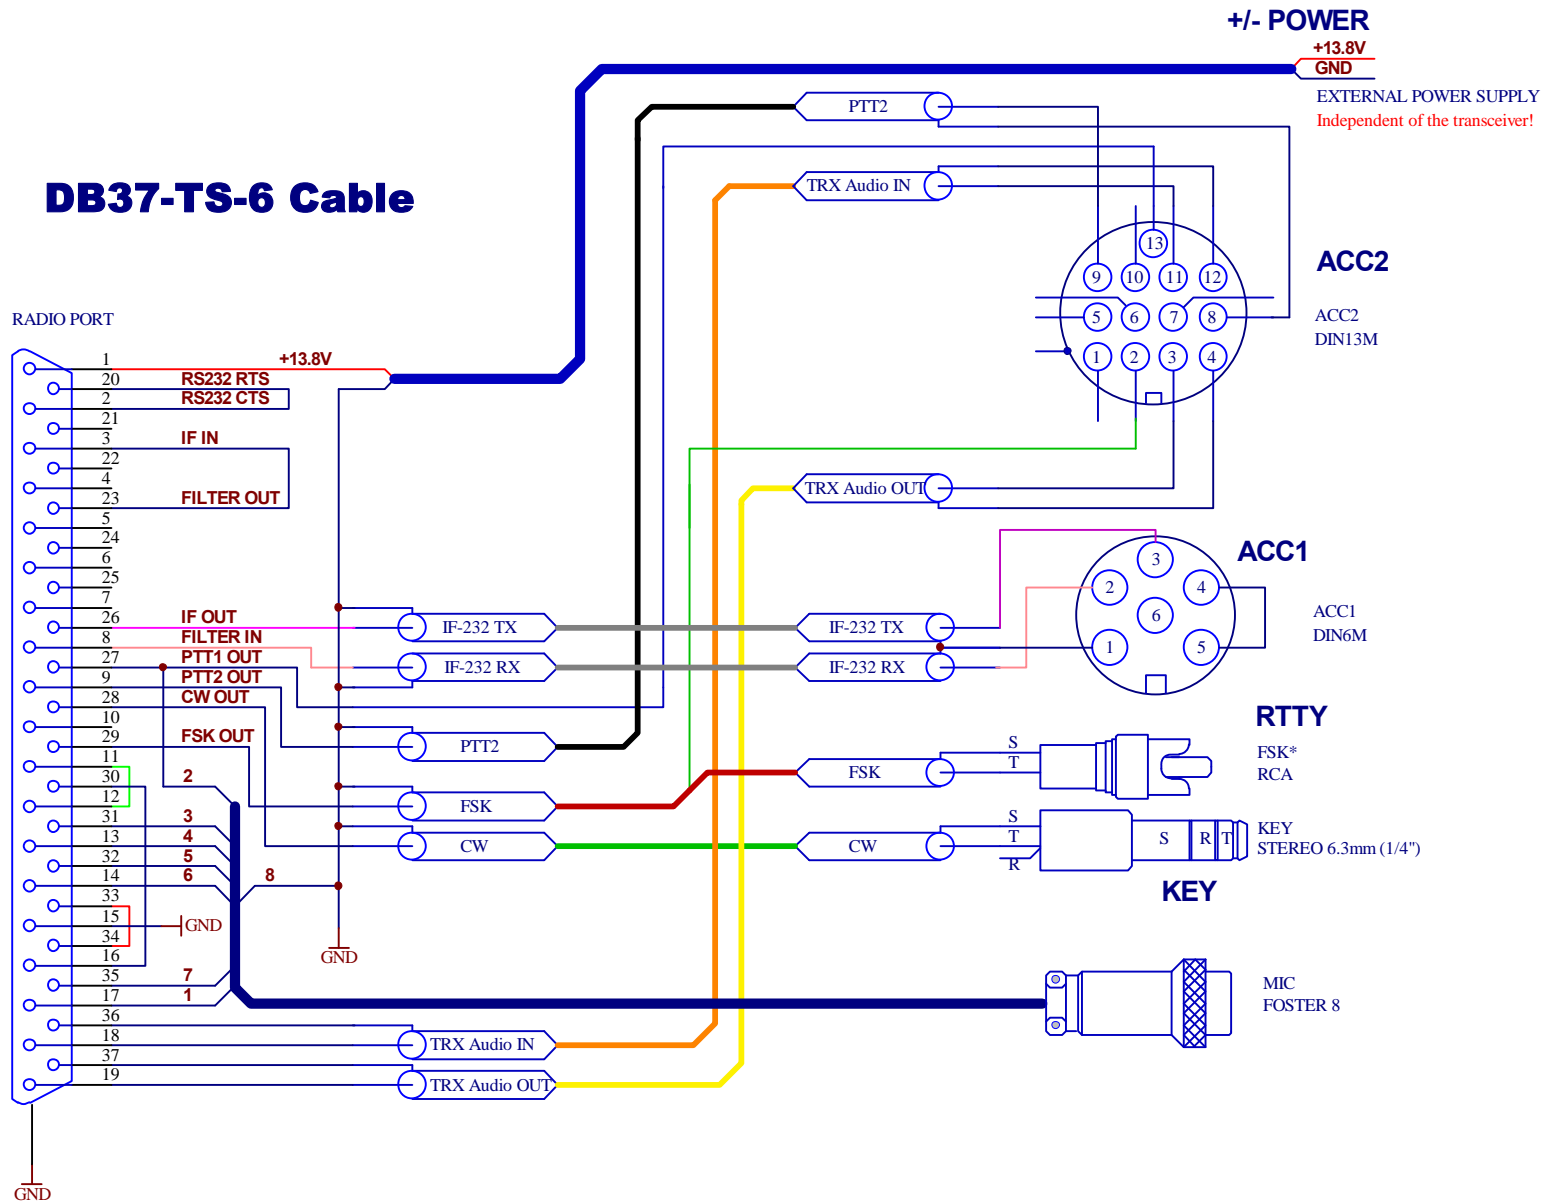 +/- POWER
+13.8V
GND
EXTERNAL POWER SUPPLY
Independent of the transceiver!
PTT2
TRX Audio IN
DB37-TS-6 Cable
13
9 10 11 12
5 6 7 8
1 2 3 4
ACC2
ACC2
DIN13M
RADIO PORT
1 +13.8V
20 RS232 RTS
2 RS232 CTS
21
3 IF IN
22
4
23 FILTER OUT
5
24
6
25
7
26 IF OUT
8 FILTER IN
27 PTT1 OUT
9 PTT2 OUT
28 CW OUT
10
29 FSK OUT
11
30 2
12
31 3
13 4
32 5
14 6 8
33
15 GND
34
16
35 7
17 1
36
18
37
19
GND
GND
TRX Audio OUT
ACC1
3
2 4
6
1 5
ACC1
DIN6M
IF-232 TX IF-232 TX
IF-232 RX IF-232 RX
PTT2
FSK FSK
CW CW
TRX Audio IN
TRX Audio OUT
RTTY
S
T
FSK*
RCA
S
T
R
S R T
KEY
STEREO 6.3mm (1/4")
KEY
MIC
FOSTER 8